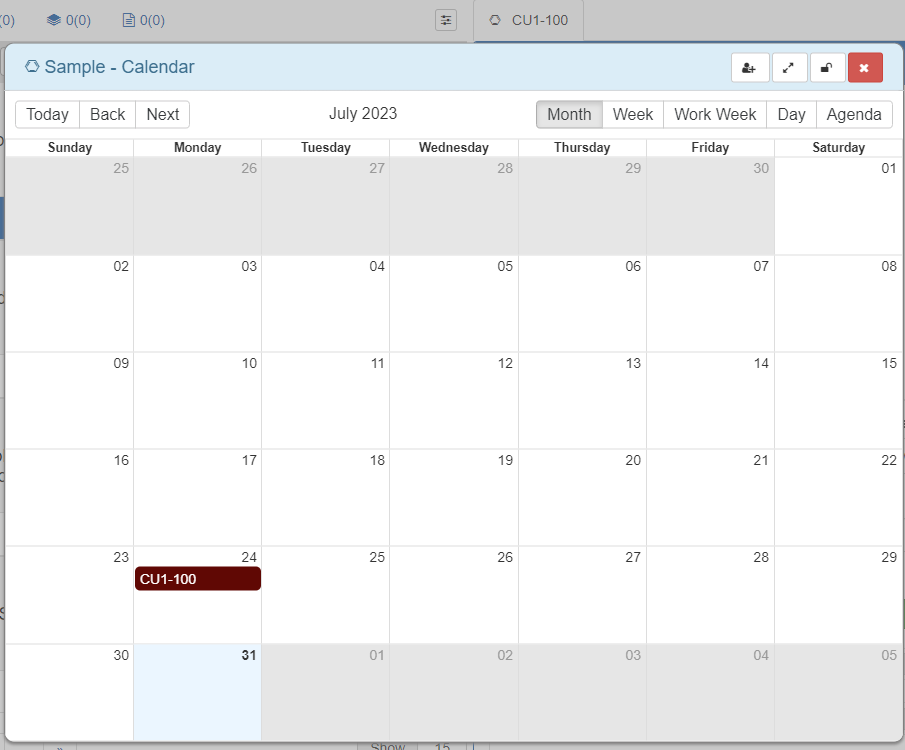 0(0) 0(0) CU1-100
Sample - Calendar
Today Back Next July 2023 Month Week Work Week Day Agenda
Sunday Monday Tuesday Wednesday Thursday Friday Saturday
25 26 27 28 29 30 01
02 03 04 05 06 07 08
09 10 11 12 13 14 15
16 17 18 19 20 21 22
23 24 25 26 27 28 29
CU1-100
30 31 01 02 03 04 05
Show 15